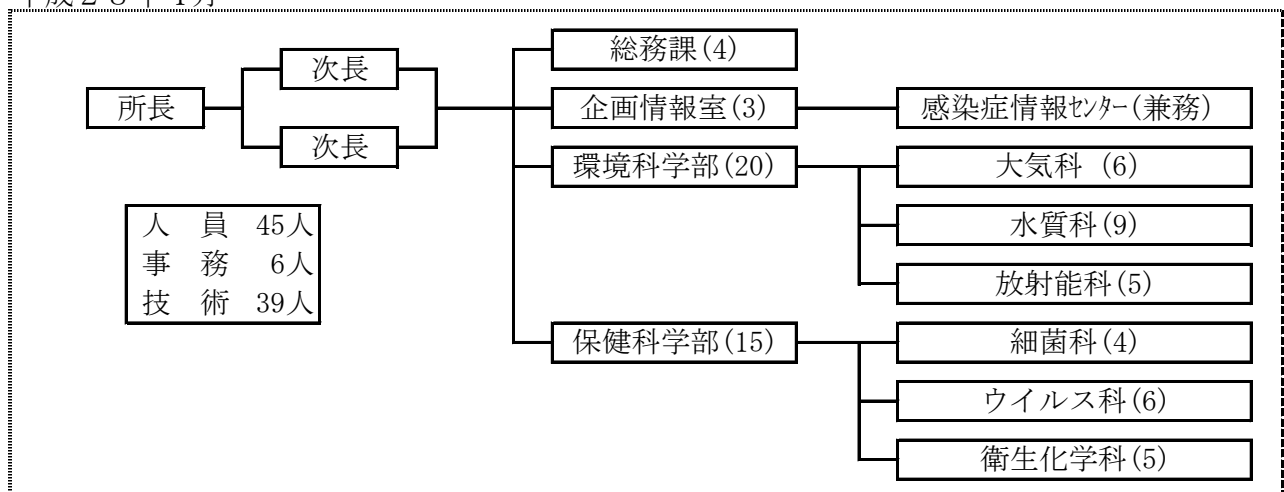 次長
総務課(4)
所長
企画情報室(3)
感染症情報ｾﾝﾀｰ(兼務)
次長
環境科学部(20)
大気科 (6)
人 員 45人
事 務 6人
技 術 39人
水質科(9)
放射能科(5)
保健科学部(15)
細菌科(4)
ウイルス科(6)
衛生化学科(5)